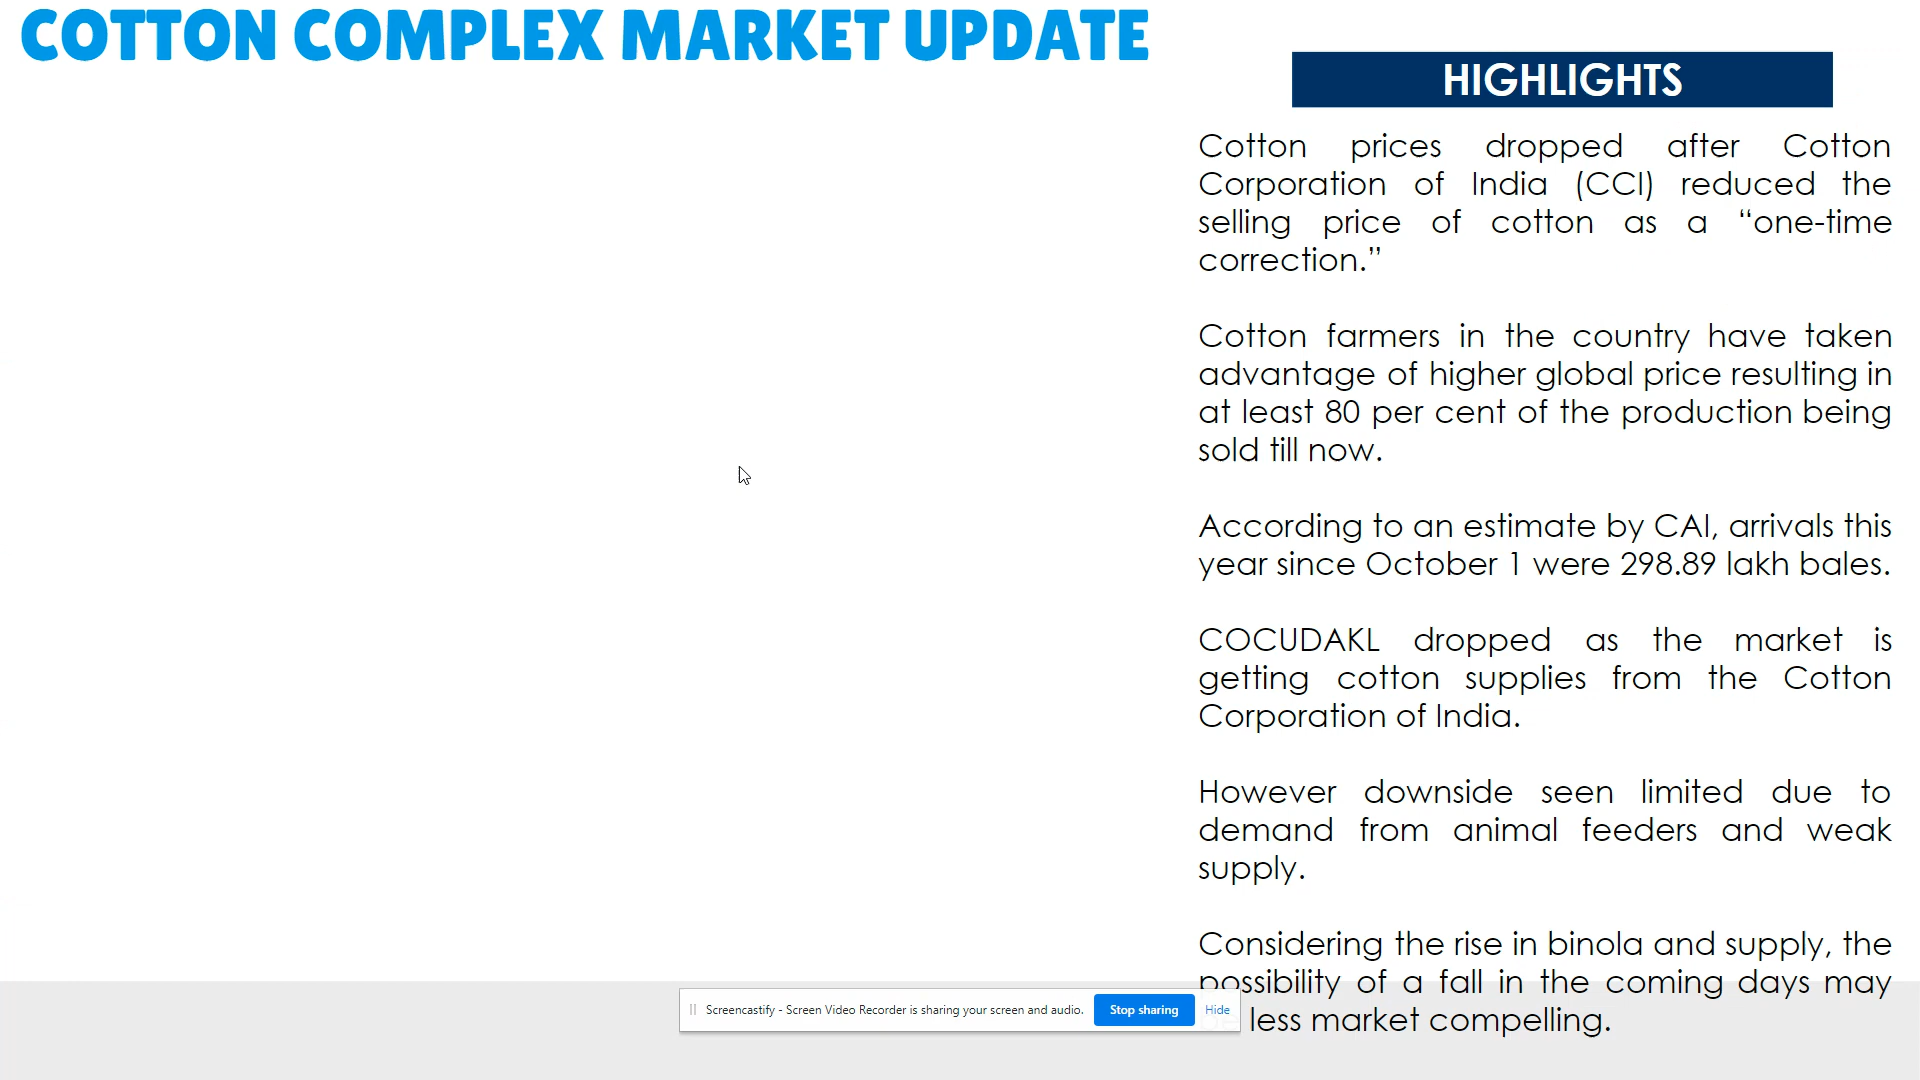 COTTON COMPLEX MARKET UPDATE
HIGHLIGHTS
Cotton prices dropped after Cotton
Corporation of India (CCI) reduced the
selling price of cotton as a “one-time
correction.”
Cotton farmers in the country have taken
advantage of higher global price resulting in
at least 80 per cent of the production being
sold till now.
According to an estimate by CAI, arrivals this
year since October 1 were 298.89 lakh bales.
COCUDAKL dropped as the market is
getting cotton supplies from the Cotton
Corporation of India.
However downside seen limited due to
demand from animal feeders and weak
supply.
Considering the rise in binola and supply, the
possibility of a fall in the coming days may
less market compelling.
Screencastify - Screen Video Recorder is sharing your screen and audio.
Stop sharing
Hide